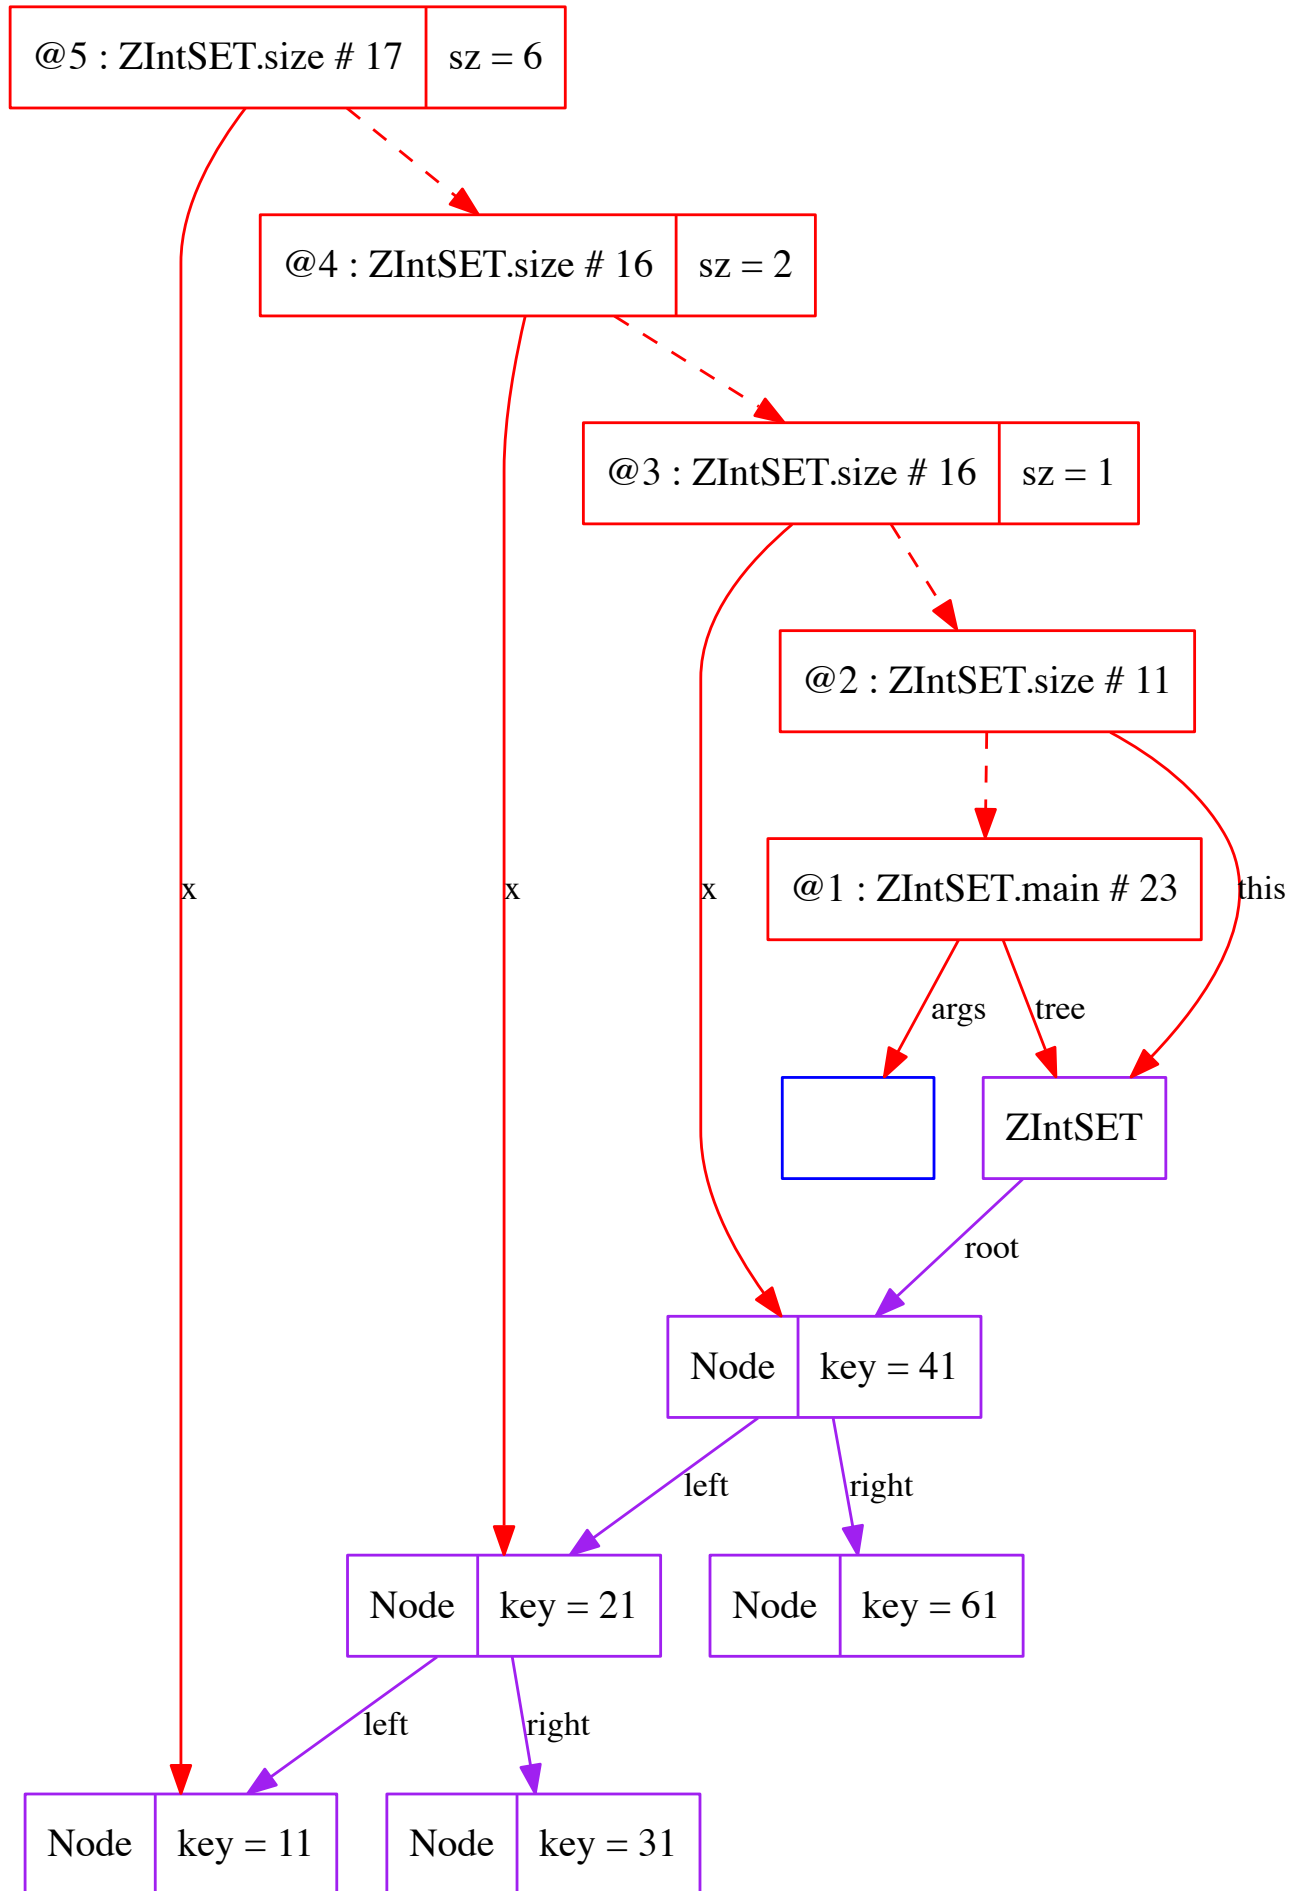 @5 : ZIntSET.size # 17 sz = 6
@4 : ZIntSET.size # 16 sz = 2
@3 : ZIntSET.size # 16 sz = 1
@2 : ZIntSET.size # 11
x x x @1 : ZIntSET.main # 23 this
args tree
ZIntSET
root
Node key = 41
left right
Node key = 21 Node key = 61
left right
Node key = 11 Node key = 31